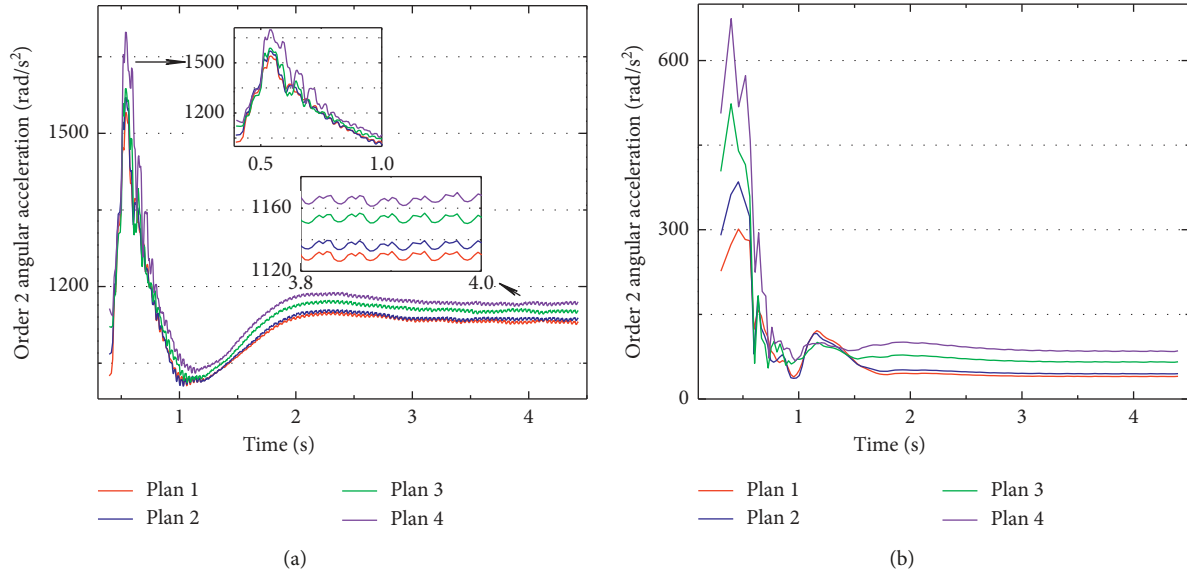 Order 2 angular acceleration (rad/s²)
1500
1200
1500
1200
0.5
1.0
1160
1120
3.8
4.0
1
2
3
4
Time (s)
Plan 1
Plan 3
Plan 2
Plan 4
(a)
Order 2 angular acceleration (rad/s²)
600
300
0
0
1
2
3
4
Time (s)
Plan 1
Plan 3
Plan 2
Plan 4
(b)